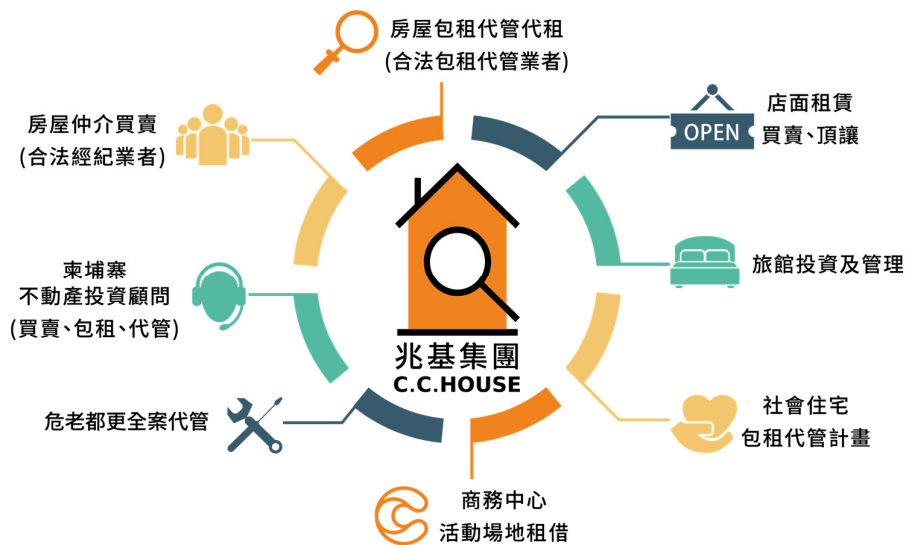 房屋包租代管代租
(合法包租代管業者)
OPEN
店面租賃
買賣、頂讓
旅館投資及管理
社會住宅
包租代管計畫
商務中心
活動場地租借
危老都更全案代管
柬埔寨
不動產投資顧問
(買賣、包租、代管)
房屋仲介買賣
(合法經紀業者)
兆基集團
C.C.HOUSE